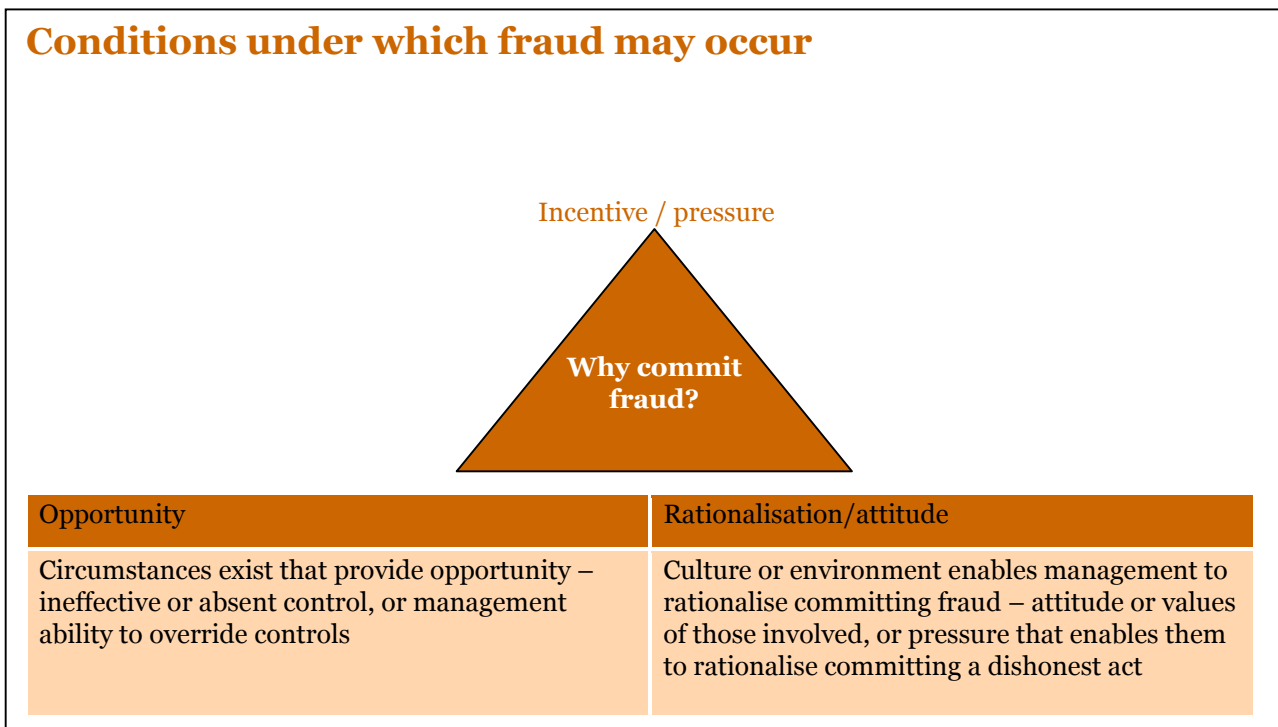 Conditions under which fraud may occur
Incentive / pressure
Why commit
fraud?
Opportunity
Rationalisation/attitude
Circumstances exist that provide opportunity –
ineffective or absent control, or management
ability to override controls
Culture or environment enables management to
rationalise committing fraud – attitude or values
of those involved, or pressure that enables them
to rationalise committing a dishonest act